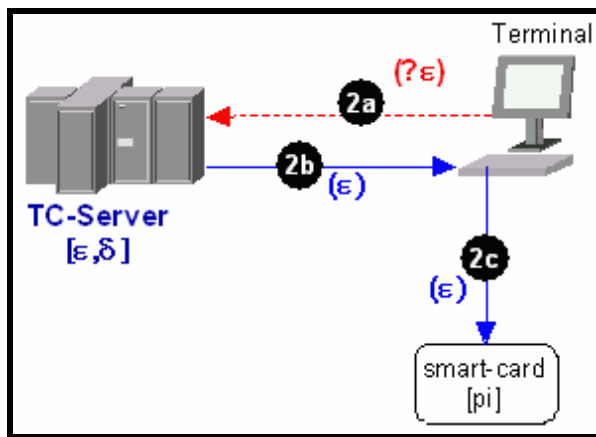 Terminal
(?ε)
2a
2b
(ε)
TC-Server
[ε,δ]
2c
(ε)
smart-card
[pi]